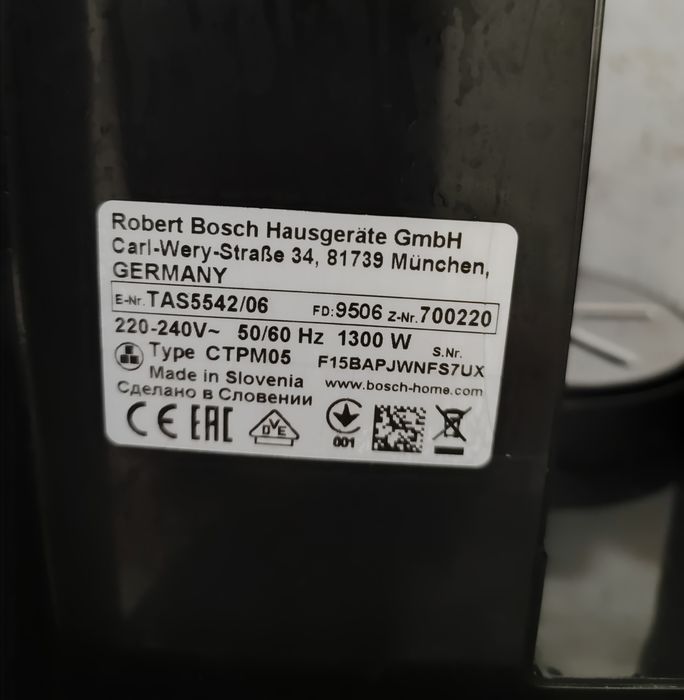 Robert Bosch Hausgeräte GmbH
Carl-Wery-Straße 34, 81739 München,
GERMANY
E-Nr. TAS5542/06 FD: 9506 Z-Nr. 700220
220-240V~ 50/60 Hz 1300 W
S.Nr.
Type CTPM05 F15BAPJWNFS7UX
Made in Slovenia www.bosch-home.com
Сделано в Словении
CE EAC DVE 001